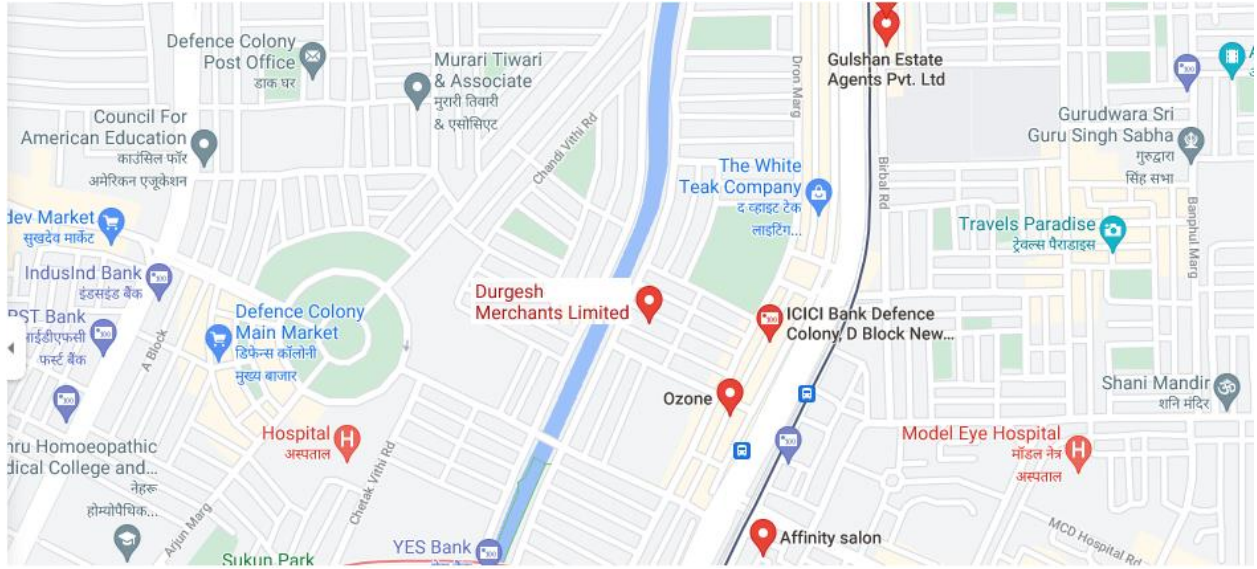 Defence Colony
Post Office
डाक घर
Murari Tiwari
& Associate
मुरारी तिवारी
& एसोसिएट
Council For
American Education
काउंसिल फॉर
अमेरिकन एजूकेशन
dev Market
सुखदेव मार्केट
IndusInd Bank
इंडसइंड बैंक
PST Bank
आईडीएफसी
फर्स्ट बैंक
A Block
Defence Colony
Main Market
डिफेन्स कॉलोनी
मुख्य बाजार
Hospital
अस्पताल
hru Homoeopathic
dical College and...
नेहरू
होम्योपैथिक...
Arjun Marg
Chetak Vithi Rd
Sukun Park
YES Bank
Chandi Vithi Rd
Durgesh
Merchants Limited
The White
Teak Company
द व्हाइट टेक
लाइटिंग...
Dron Marg
Gulshan Estate
Agents Pvt. Ltd
Birbal Rd
Gurudwara Sri
Guru Singh Sabha
गुरुद्वारा
सिंह सभा
Travels Paradise
ट्रेवल्स पैराडाइस
Banphul Marg
ICICI Bank Defence
Colony, D Block New...
Ozone
Shani Mandir
शनि मंदिर
Model Eye Hospital
मॉडल नेत्र
अस्पताल
Affinity salon
MCD Hospital Rd